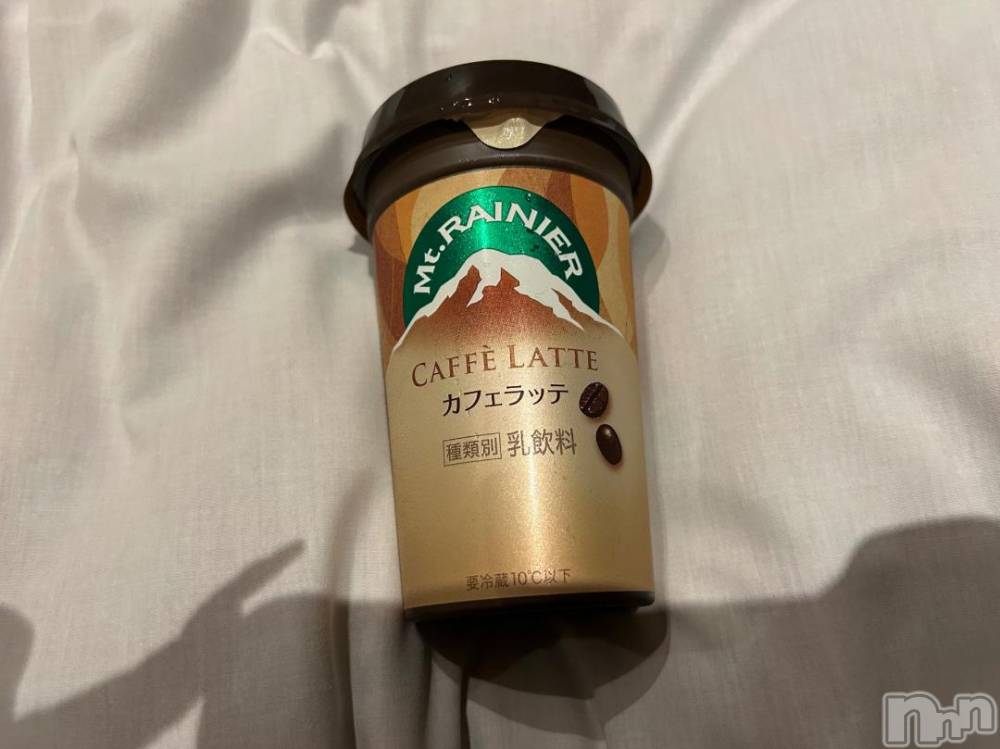 Mt. RAINIER
CAFFÈ LATTE
カフェラッテ
種類別 乳飲料
要冷蔵10℃以下
nnn